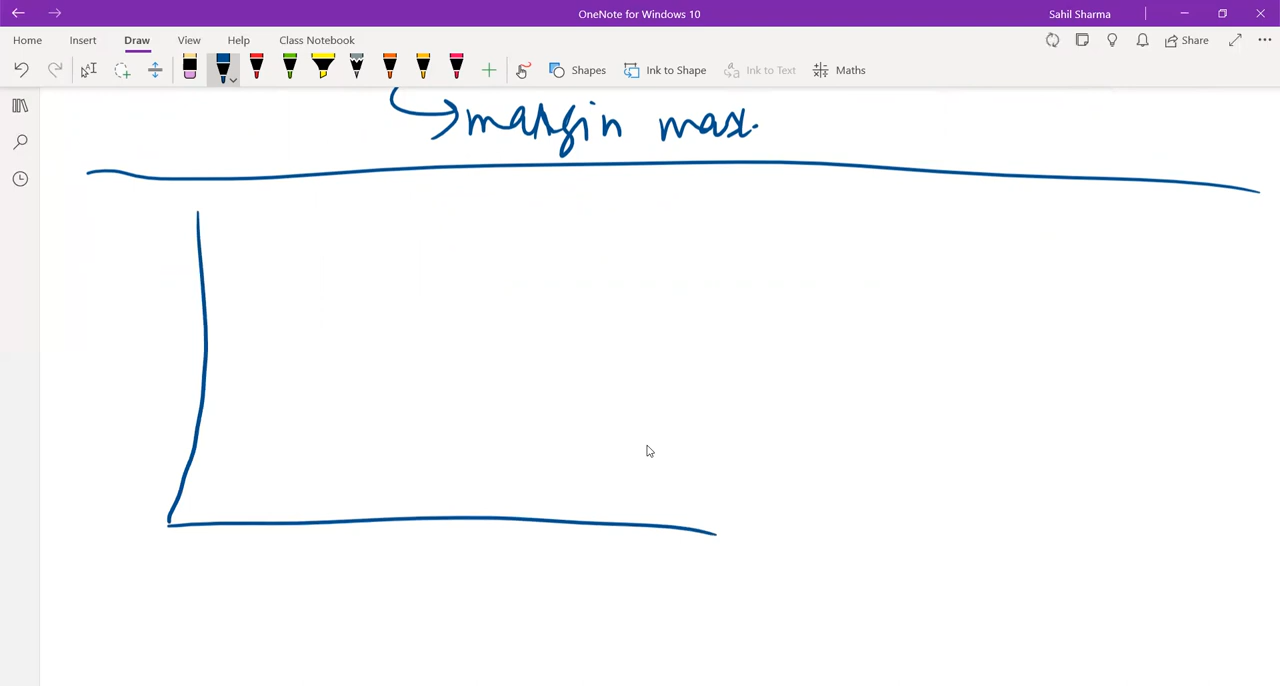 OneNote for Windows 10
Sahil Sharma
Home Insert Draw View Help Class Notebook
Share
Shapes Ink to Shape Ink to Text Maths
margin max.